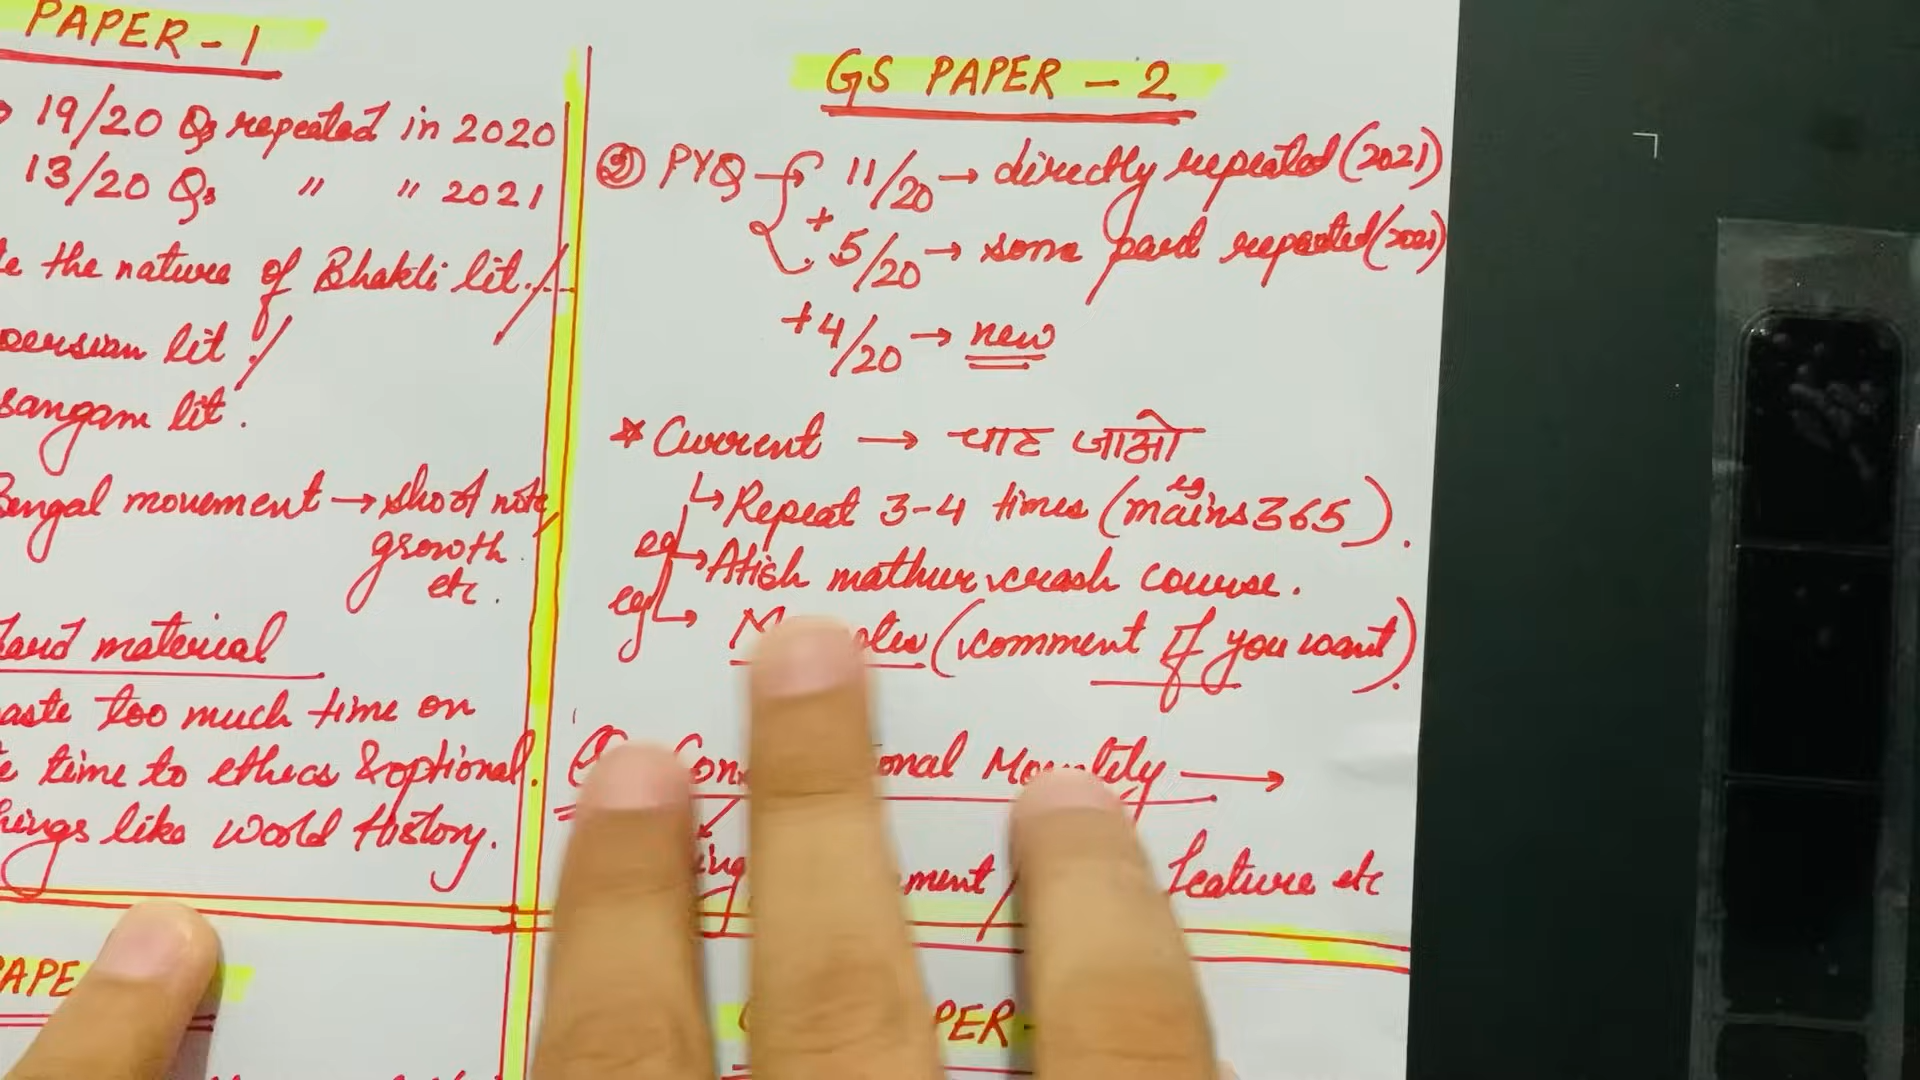 PAPER - 1
19/20 Qs repeated in 2020
13/20 Qs " " 2021
the nature of Bhakti lit.
persian lit.
sangam lit.
Bengal movement → short note
growth
etc.
material
too much time on
time to ethics & optional.
things like world History.
GS PAPER - 2
② PYQ → 11/20 → directly repeated (2021)
+ 5/20 → some part repeated (2021)
+4/20 → new
* Current → चाट जाओ
↳ Repeat 3-4 times (eg mains 365).
eg → Atish mathur crash course.
eg → (comment if you want).
Morality →
feature etc